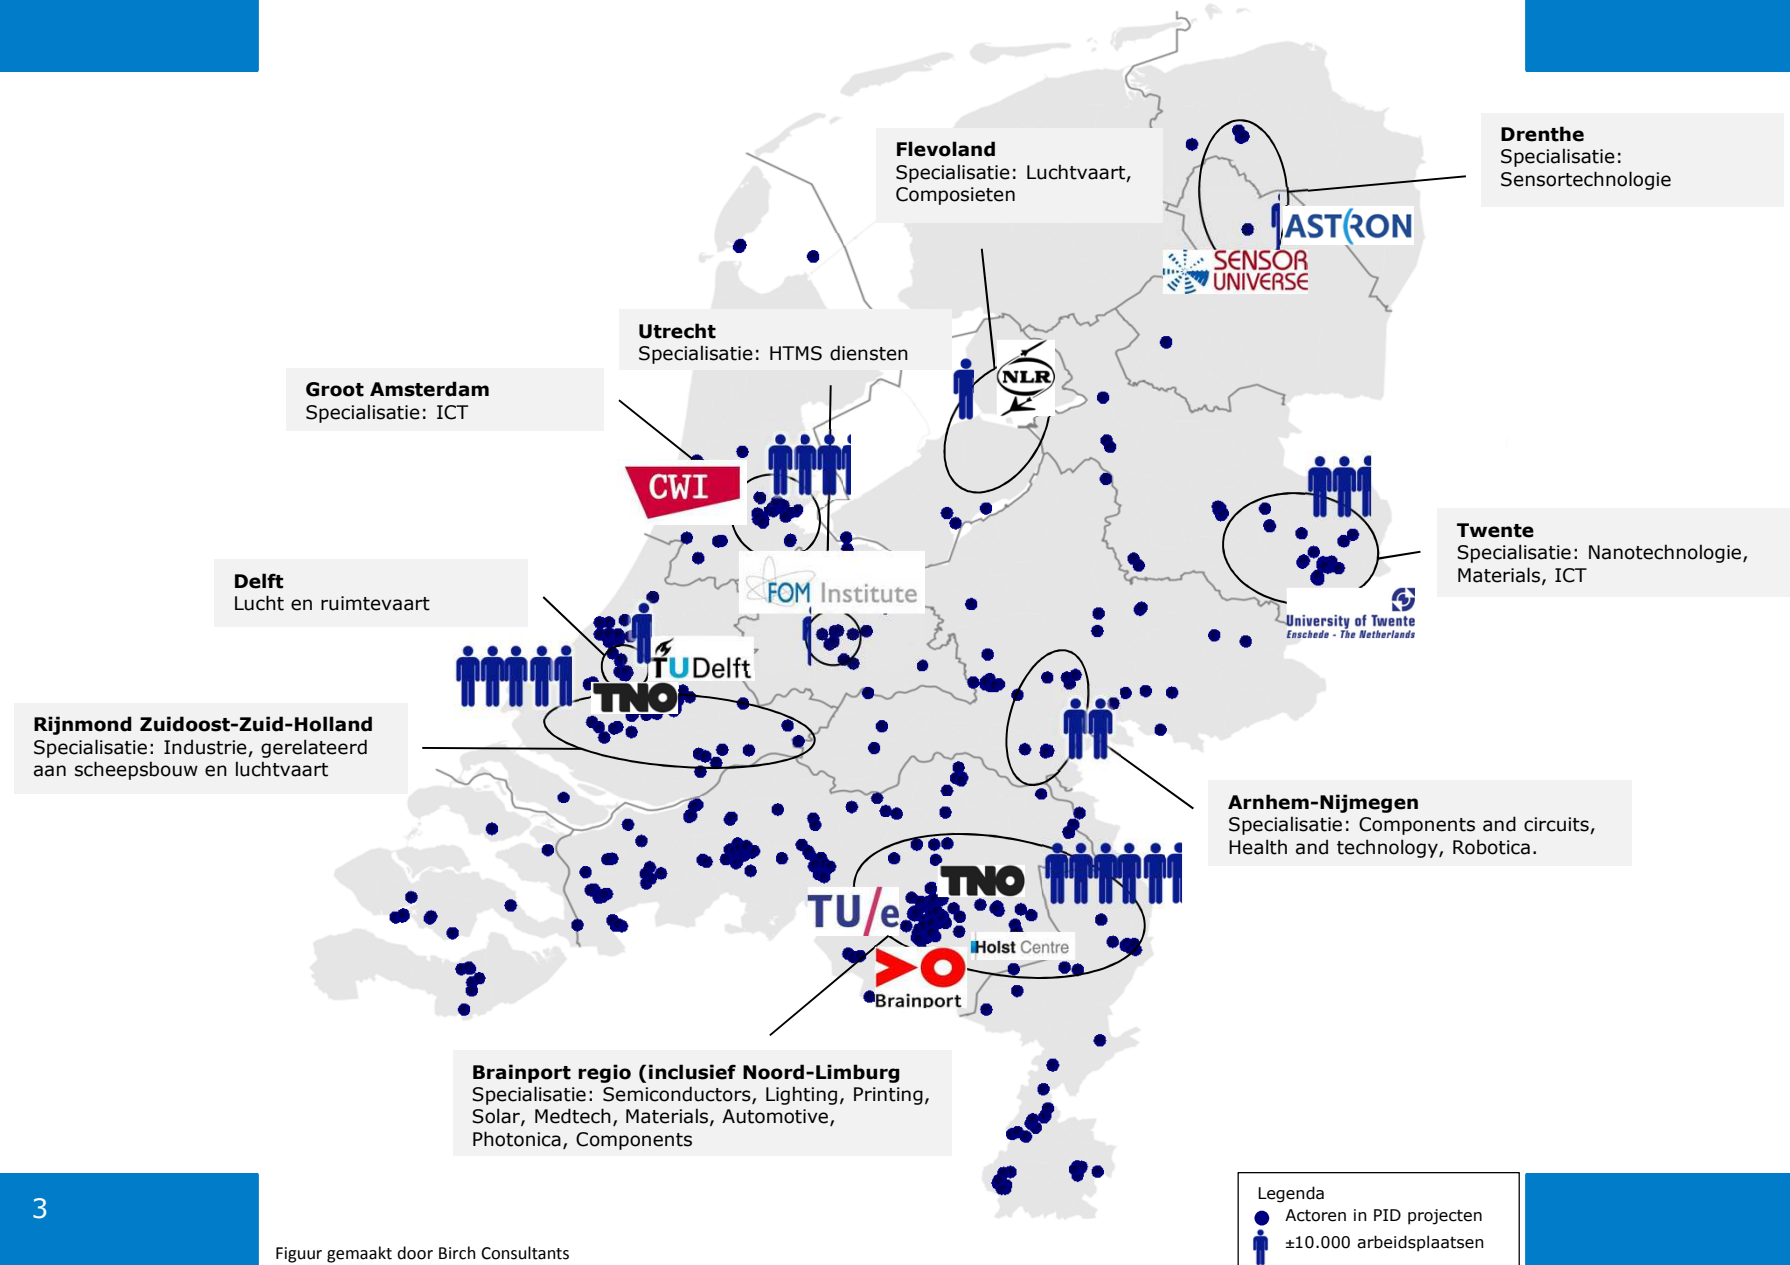 Drenthe
Specialisatie:
Sensortechnologie
Flevoland
Specialisatie: Luchtvaart,
Composieten
ASTRON
SENSOR
UNIVERSE
Utrecht
Specialisatie: HTMS diensten
NLR
Groot Amsterdam
Specialisatie: ICT
CWI
Twente
Specialisatie: Nanotechnologie,
Materials, ICT
Delft
Lucht en ruimtevaart
FOM Institute
University of Twente
Enschede - The Netherlands
TU Delft
TNO
Rijnmond Zuidoost-Zuid-Holland
Specialisatie: Industrie, gerelateerd
aan scheepsbouw en luchtvaart
Arnhem-Nijmegen
Specialisatie: Components and circuits,
Health and technology, Robotica.
TNO
TU/e
Holst Centre
Brainport
Brainport regio (inclusief Noord-Limburg
Specialisatie: Semiconductors, Lighting, Printing,
Solar, Medtech, Materials, Automotive,
Photonica, Components
Legenda
Actoren in PID projecten
±10.000 arbeidsplaatsen
3
Figuur gemaakt door Birch Consultants